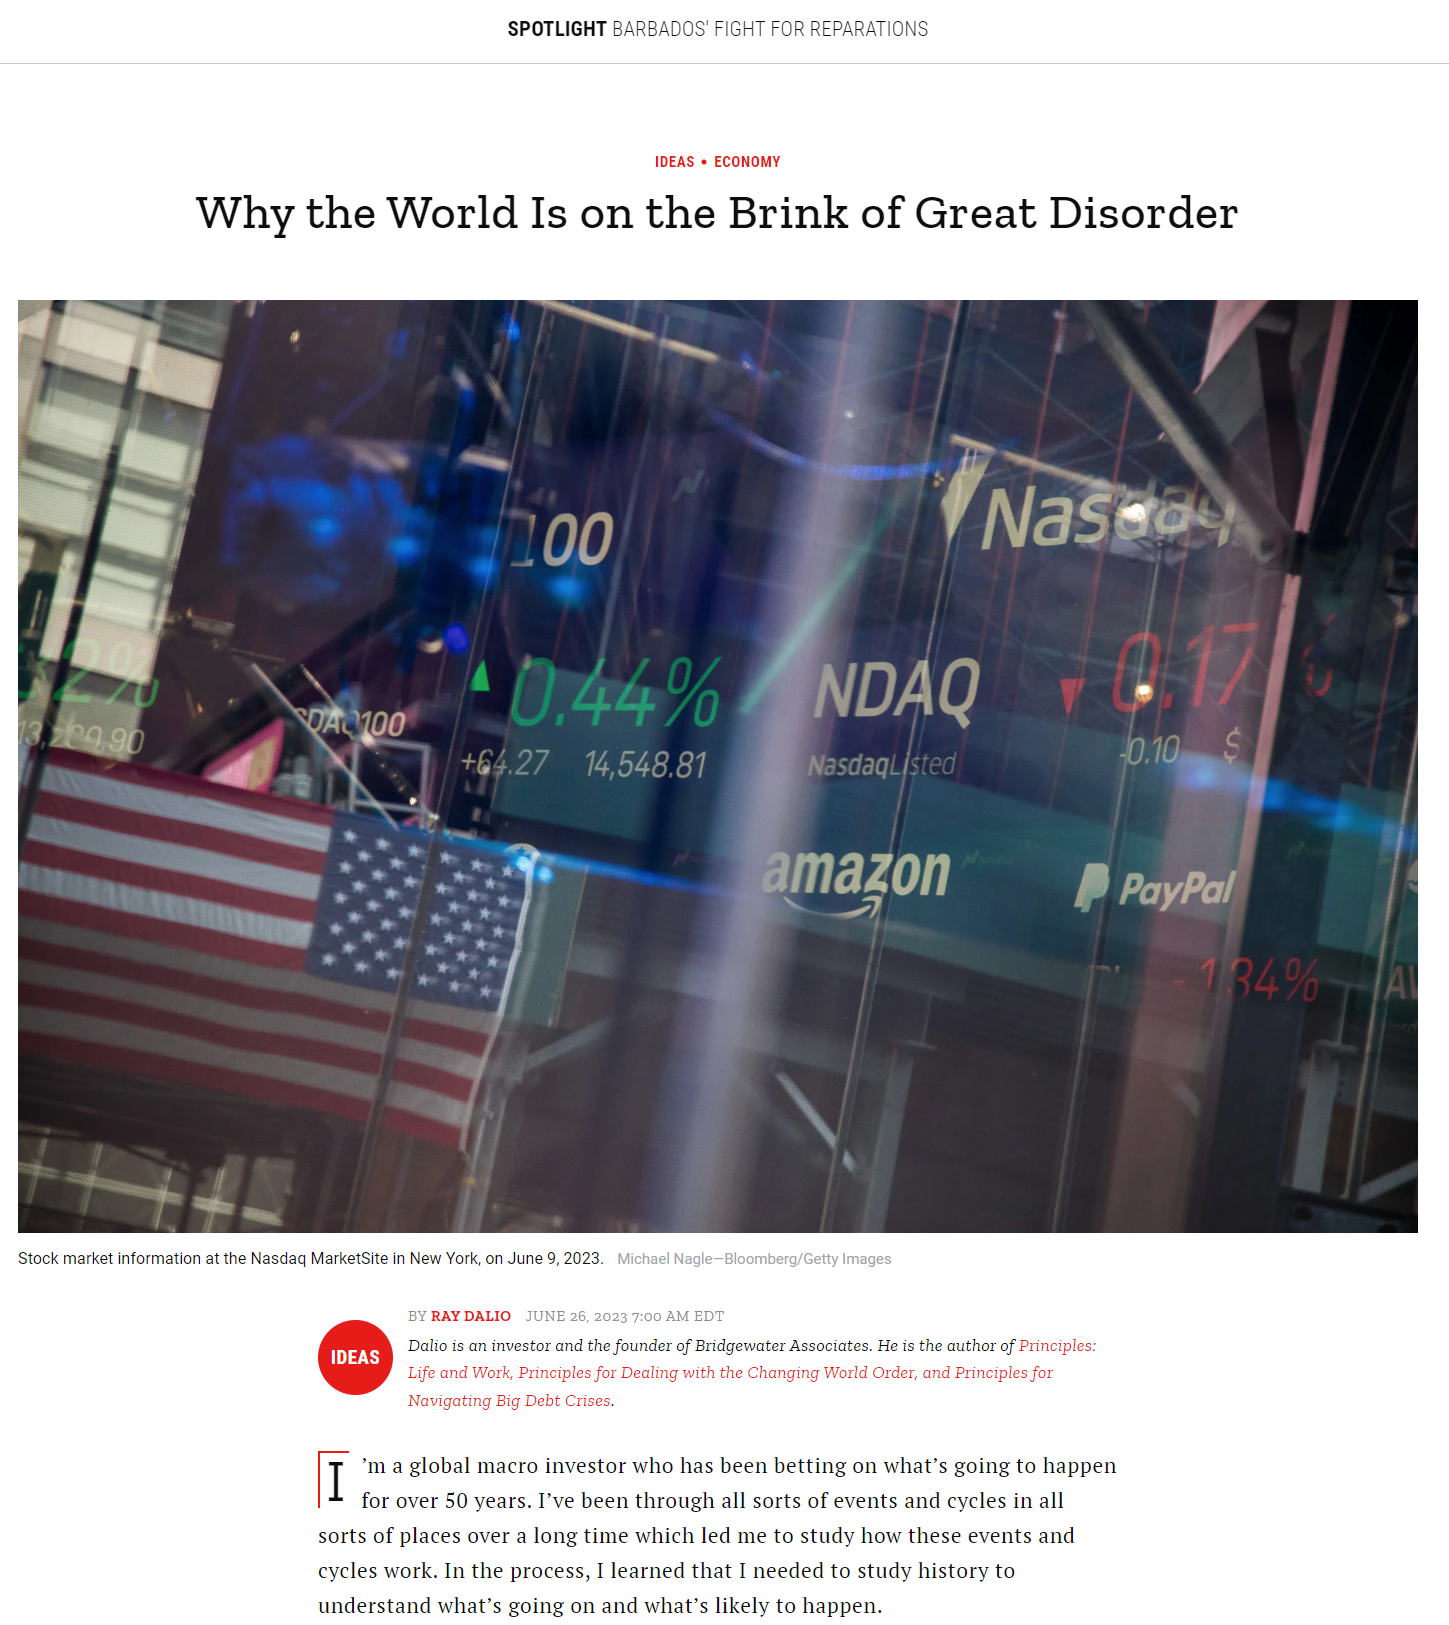 SPOTLIGHT BARBADOS' FIGHT FOR REPARATIONS
IDEAS • ECONOMY
Why the World Is on the Brink of Great Disorder
100
Nasdaq
2%
0.44%
NDAQ
0.17
%
DAQ100
+64.27 14,548.81
NasdaqListed
-0.10 $
amazon
PayPal
-1.34%
Stock market information at the Nasdaq MarketSite in New York, on June 9, 2023. Michael Nagle—Bloomberg/Getty Images
BY RAY DALIO JUNE 26, 2023 7:00 AM EDT
IDEAS
Dalio is an investor and the founder of Bridgewater Associates. He is the author of Principles:
Life and Work, Principles for Dealing with the Changing World Order, and Principles for
Navigating Big Debt Crises.
I’m a global macro investor who has been betting on what’s going to happen
for over 50 years. I’ve been through all sorts of events and cycles in all
sorts of places over a long time which led me to study how these events and
cycles work. In the process, I learned that I needed to study history to
understand what’s going on and what’s likely to happen.